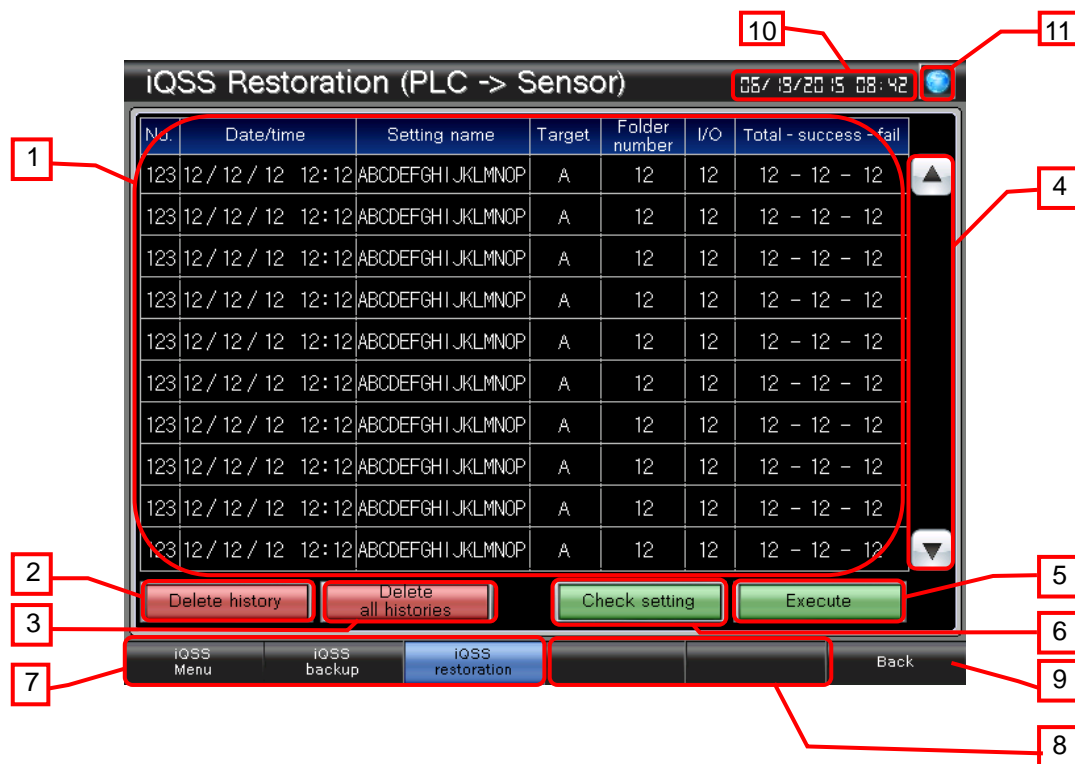 10
11
iQSS Restoration (PLC -> Sensor)
06/19/2015 08:42
No. Date/time Setting name Target Folder number I/O Total - success - fail
1
123 12/12/12 12:12 ABCDEFGHIJKLMNOP A 12 12 12 - 12 - 12
4
123 12/12/12 12:12 ABCDEFGHIJKLMNOP A 12 12 12 - 12 - 12
123 12/12/12 12:12 ABCDEFGHIJKLMNOP A 12 12 12 - 12 - 12
123 12/12/12 12:12 ABCDEFGHIJKLMNOP A 12 12 12 - 12 - 12
123 12/12/12 12:12 ABCDEFGHIJKLMNOP A 12 12 12 - 12 - 12
123 12/12/12 12:12 ABCDEFGHIJKLMNOP A 12 12 12 - 12 - 12
123 12/12/12 12:12 ABCDEFGHIJKLMNOP A 12 12 12 - 12 - 12
123 12/12/12 12:12 ABCDEFGHIJKLMNOP A 12 12 12 - 12 - 12
123 12/12/12 12:12 ABCDEFGHIJKLMNOP A 12 12 12 - 12 - 12
123 12/12/12 12:12 ABCDEFGHIJKLMNOP A 12 12 12 - 12 - 12
2
5
Delete history
Delete
all histories
Check setting
Execute
3
6
iQSS
Menu
iQSS
backup
iQSS
restoration
Back
7
9
8